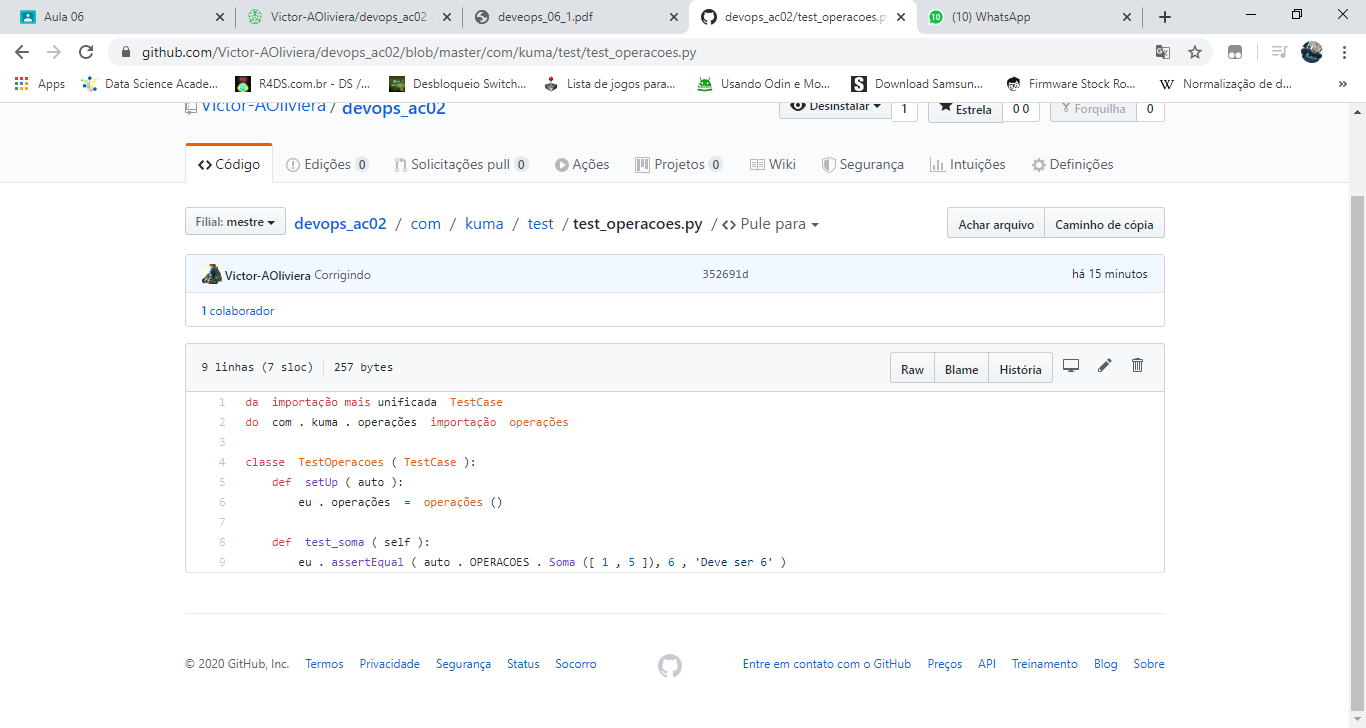 Aula 06
Victor-AOliviera/devops_ac02 -
deveops_06_1.pdf
devops_ac02/test_operacoes.p
(10) WhatsApp
github.com/Victor-AOliviera/devops_ac02/blob/master/com/kuma/test/test_operacoes.py
Apps Data Science Acade... R4DS.com.br - DS /... Desbloqueio Switch... Lista de jogos para... Usando Odin e Mo... Download Samsun... Firmware Stock Ro... Normalização de d... »
Victor-AOliviera / devops_ac02 Desinstalar 1 Estrela 0 0 Forquilha 0
Código Edições 0 Solicitações pull 0 Ações Projetos 0 Wiki Segurança Intuições Definições
Filial: mestre devops_ac02 / com / kuma / test / test_operacoes.py / <> Pule para Achar arquivo Caminho de cópia
Victor-AOliviera Corrigindo 352691d há 15 minutos
1 colaborador
9 linhas (7 sloc) 257 bytes Raw Blame História
1 da importação mais unificada TestCase
2 do com . kuma . operações importação operações
3
4 classe TestOperacoes ( TestCase ):
5 def setUp ( auto ):
6 eu . operações = operações ()
7
8 def test_soma ( self ):
9 eu . assertEqual ( auto . OPERACOES . Soma ([ 1 , 5 ]), 6 , 'Deve ser 6' )
© 2020 GitHub, Inc. Termos Privacidade Segurança Status Socorro Entre em contato com o GitHub Preços API Treinamento Blog Sobre